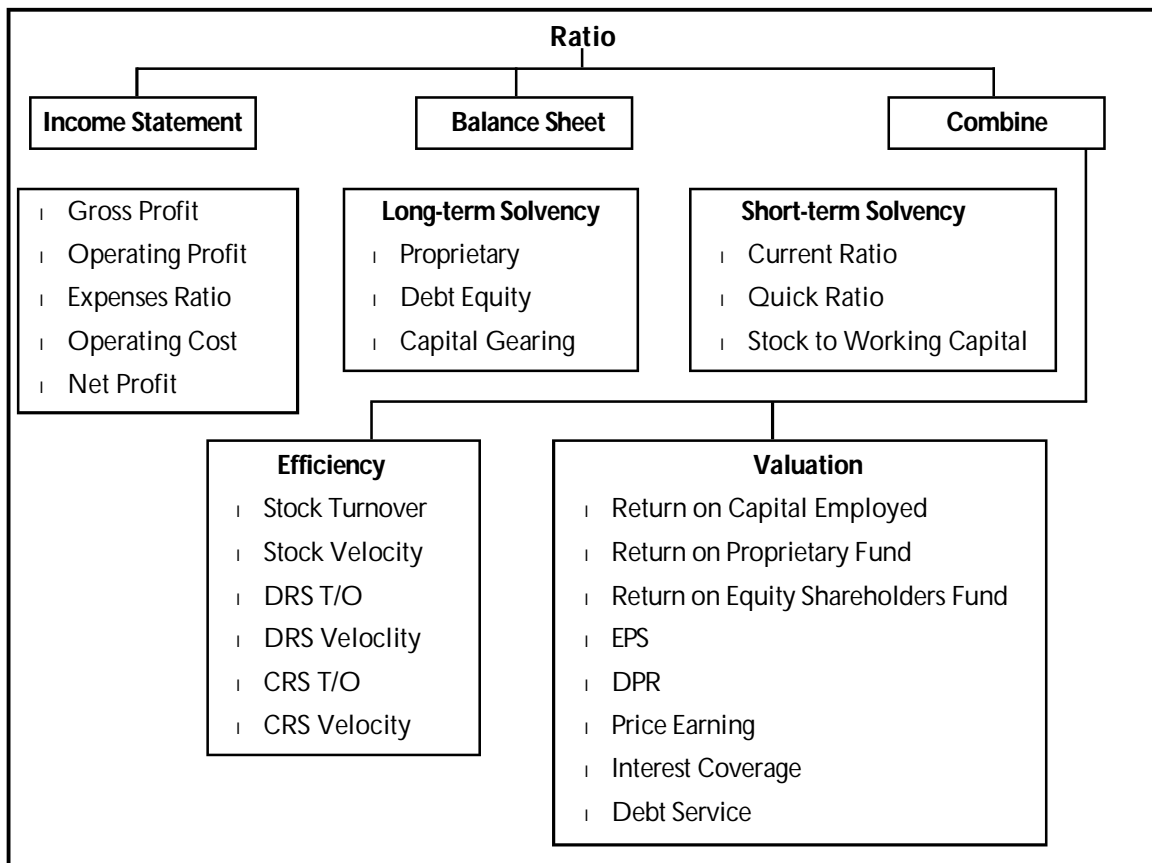 Ratio
Income Statement
Balance Sheet
Combine
Gross Profit
Operating Profit
Expenses Ratio
Operating Cost
Net Profit
Long-term Solvency
Proprietary
Debt Equity
Capital Gearing
Short-term Solvency
Current Ratio
Quick Ratio
Stock to Working Capital
Efficiency
Stock Turnover
Stock Velocity
DRS T/O
DRS Veloclity
CRS T/O
CRS Velocity
Valuation
Return on Capital Employed
Return on Proprietary Fund
Return on Equity Shareholders Fund
EPS
DPR
Price Earning
Interest Coverage
Debt Service